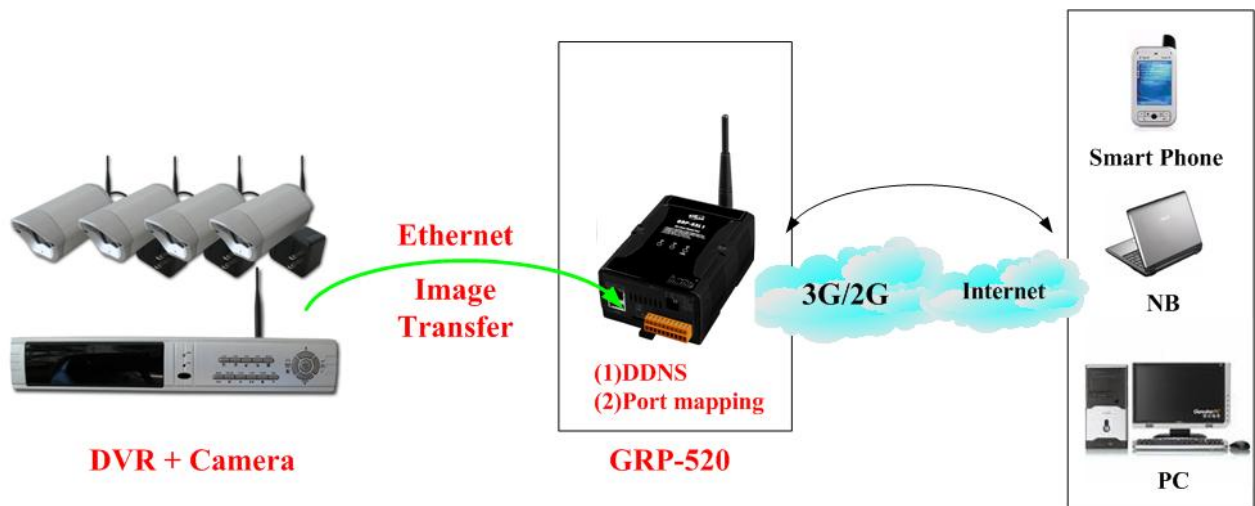 Ethernet
Image
Transfer
DVR + Camera
(1)DDNS
(2)Port mapping
GRP-520
3G/2G
Internet
Smart Phone
NB
PC